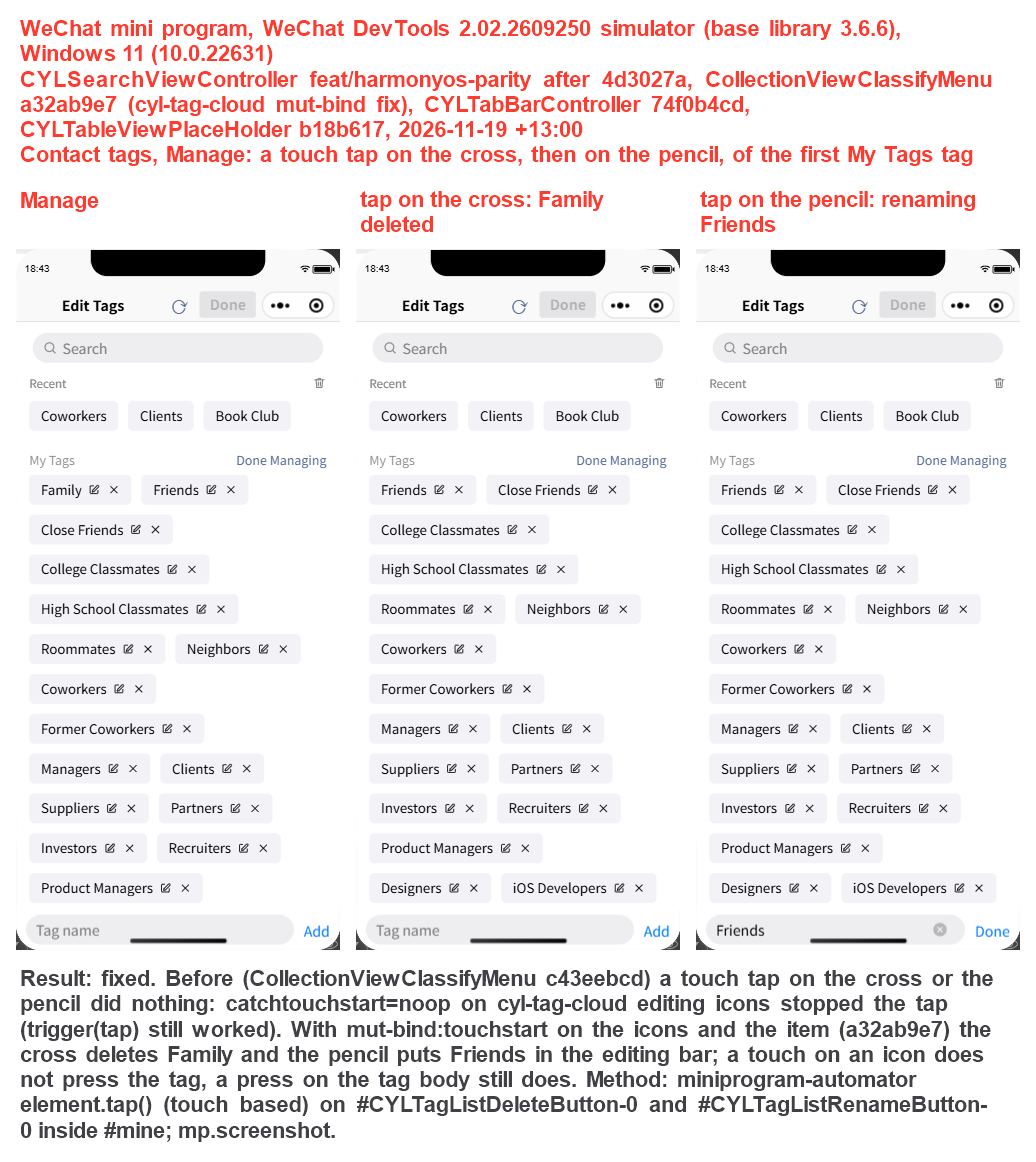 WeChat mini program, WeChat DevTools 2.02.2609250 simulator (base library 3.6.6),
Windows 11 (10.0.22631)
CYLSearchViewController feat/harmonyos-parity after 4d3027a, CollectionViewClassifyMenu
a32ab9e7 (cyl-tag-cloud mut-bind fix), CYLTabBarController 74f0b4cd,
CYLTableViewPlaceHolder b18b617, 2026-11-19 +13:00
Contact tags, Manage: a touch tap on the cross, then on the pencil, of the first My Tags tag
Manage
18:43
Edit Tags Done
Search
Recent
Coworkers Clients Book Club
My Tags Done Managing
Family Friends
Close Friends
College Classmates
High School Classmates
Roommates Neighbors
Coworkers
Former Coworkers
Managers Clients
Suppliers Partners
Investors Recruiters
Product Managers
Tag name Add
tap on the cross: Family
deleted
18:43
Edit Tags Done
Search
Recent
Coworkers Clients Book Club
My Tags Done Managing
Friends Close Friends
College Classmates
High School Classmates
Roommates Neighbors
Coworkers
Former Coworkers
Managers Clients
Suppliers Partners
Investors Recruiters
Product Managers
Designers iOS Developers
Tag name Add
tap on the pencil: renaming
Friends
18:43
Edit Tags Done
Search
Recent
Coworkers Clients Book Club
My Tags Done Managing
Friends Close Friends
College Classmates
High School Classmates
Roommates Neighbors
Coworkers
Former Coworkers
Managers Clients
Suppliers Partners
Investors Recruiters
Product Managers
Designers iOS Developers
Friends Done
Result: fixed. Before (CollectionViewClassifyMenu c43eebcd) a touch tap on the cross or the
pencil did nothing: catchtouchstart=noop on cyl-tag-cloud editing icons stopped the tap
(trigger(tap) still worked). With mut-bind:touchstart on the icons and the item (a32ab9e7) the
cross deletes Family and the pencil puts Friends in the editing bar; a touch on an icon does
not press the tag, a press on the tag body still does. Method: miniprogram-automator
element.tap() (touch based) on #CYLTagListDeleteButton-0 and #CYLTagListRenameButton-
0 inside #mine; mp.screenshot.